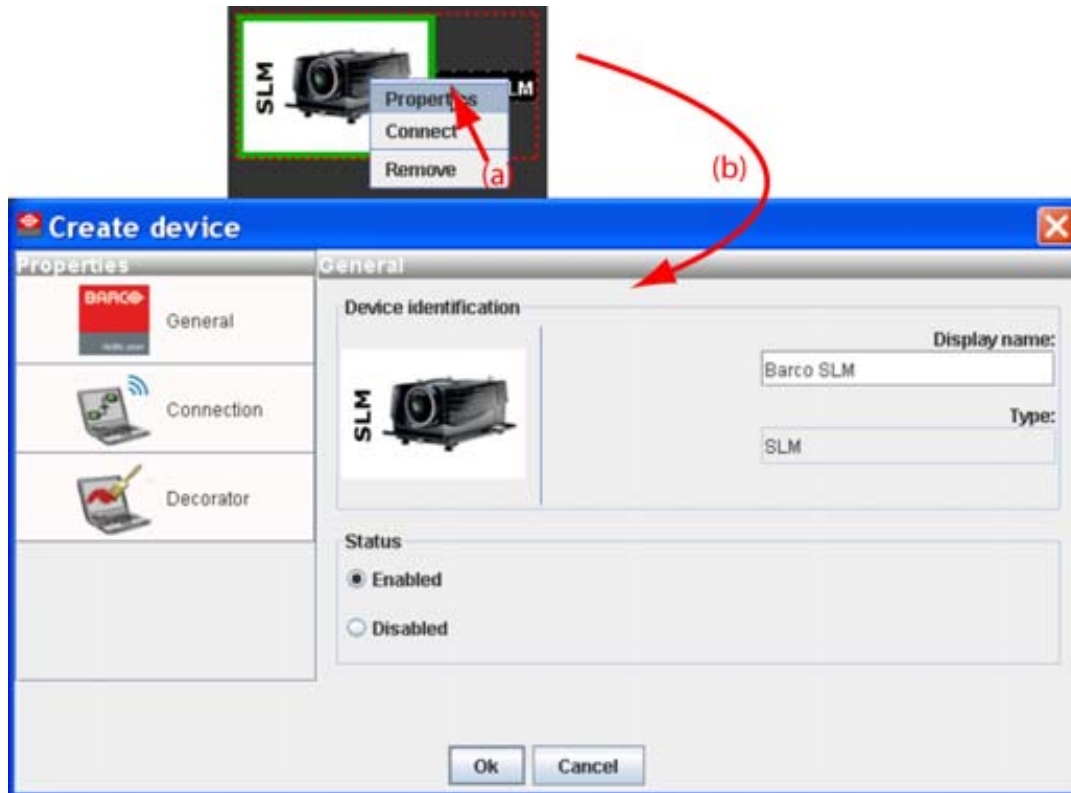 SLM
LM
Properties
Connect
Remove
(a)
(b)
Create device
Properties
General
BARCO
General
Connection
Decorator
Device identification
SLM
Display name:
Barco SLM
Type:
SLM
Status
Enabled
Disabled
Ok
Cancel